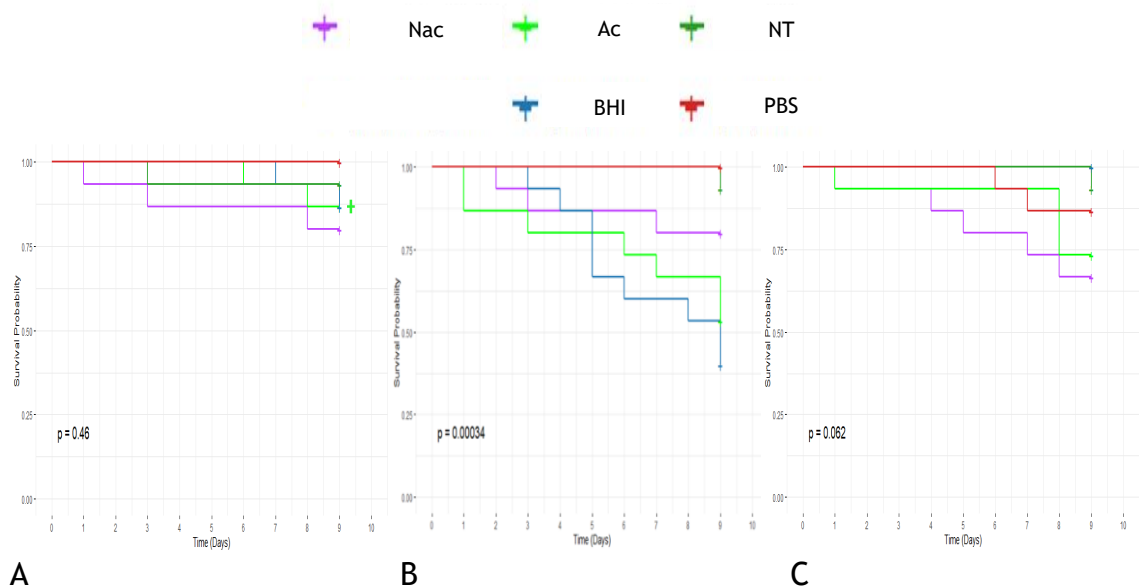 Nac Ac NT
BHI PBS
1.00
0.75
0.50
0.25
0.00
Survival Probability
p = 0.46
0 1 2 3 4 5 6 7 8 9 10
Time (Days)
A
1.00
0.75
0.50
0.25
0.00
Survival Probability
p = 0.00034
0 1 2 3 4 5 6 7 8 9 10
Time (Days)
B
1.00
0.75
0.50
0.25
0.00
Survival Probability
p = 0.062
0 1 2 3 4 5 6 7 8 9 10
Time (Days)
C